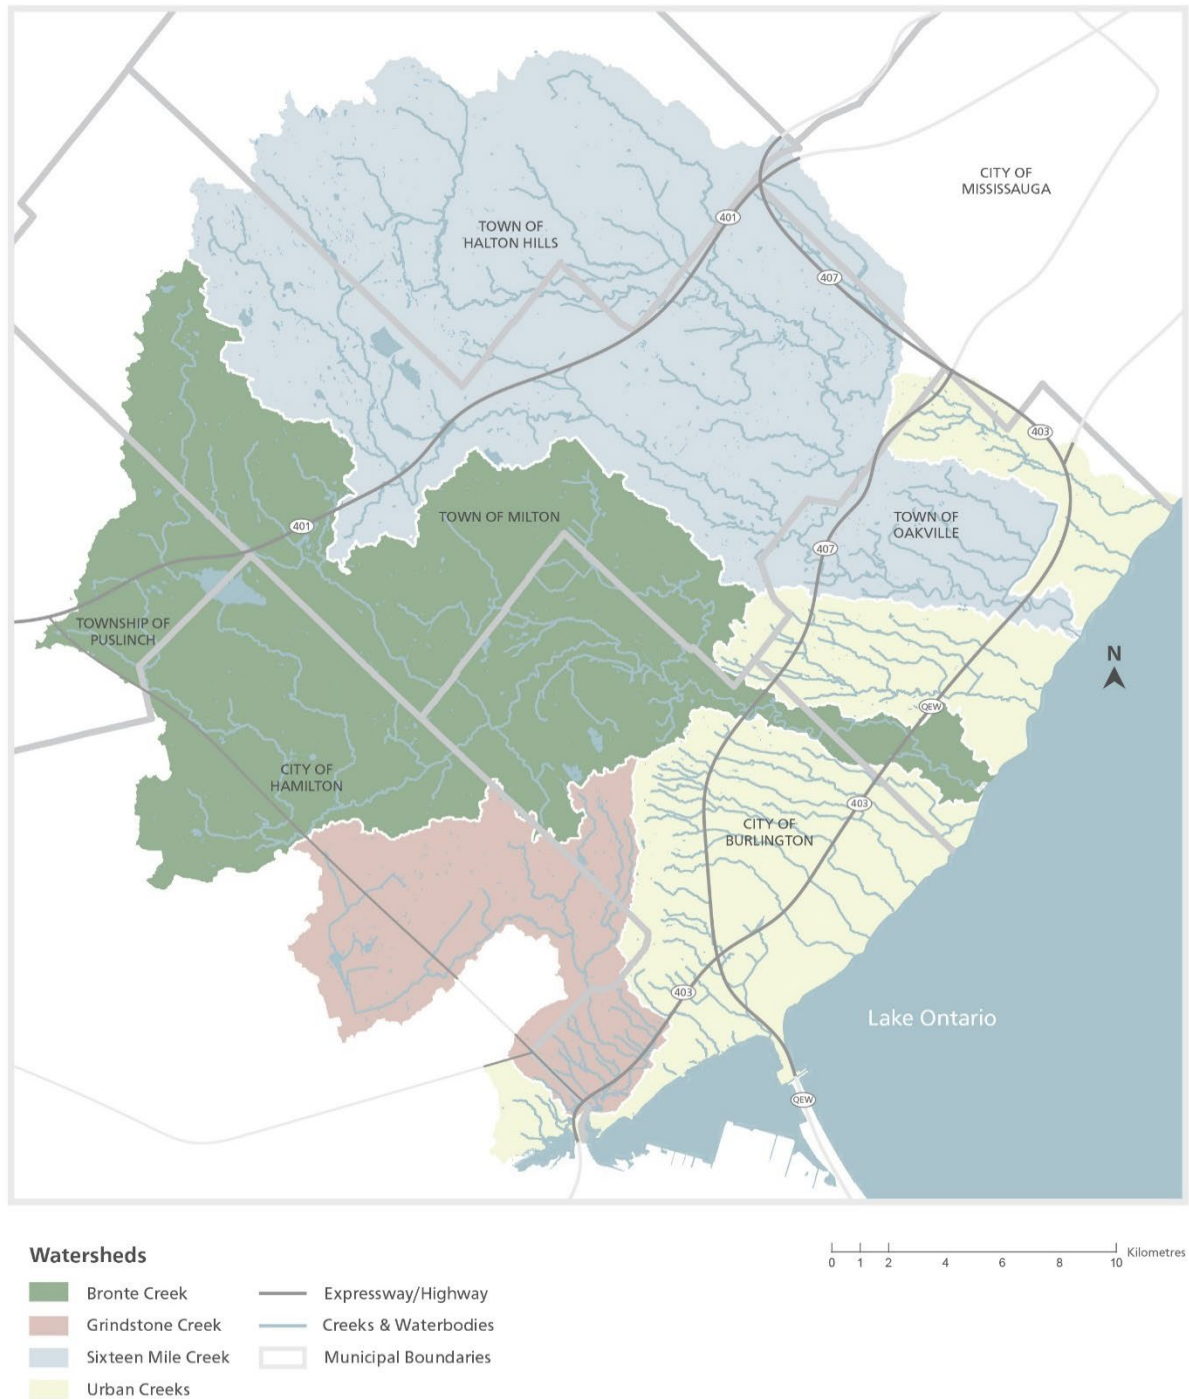 CITY OF
MISSISSAUGA
401
TOWN OF
HALTON HILLS
407
403
401
TOWN OF MILTON
TOWN OF
OAKVILLE
407
TOWNSHIP OF
PUSLINCH
N
QEW
CITY OF
HAMILTON
403
CITY OF
BURLINGTON
403
Lake Ontario
QEW
Watersheds
Bronte Creek
Grindstone Creek
Sixteen Mile Creek
Urban Creeks
Expressway/Highway
Creeks & Waterbodies
Municipal Boundaries
0 1 2 4 6 8 10 Kilometres